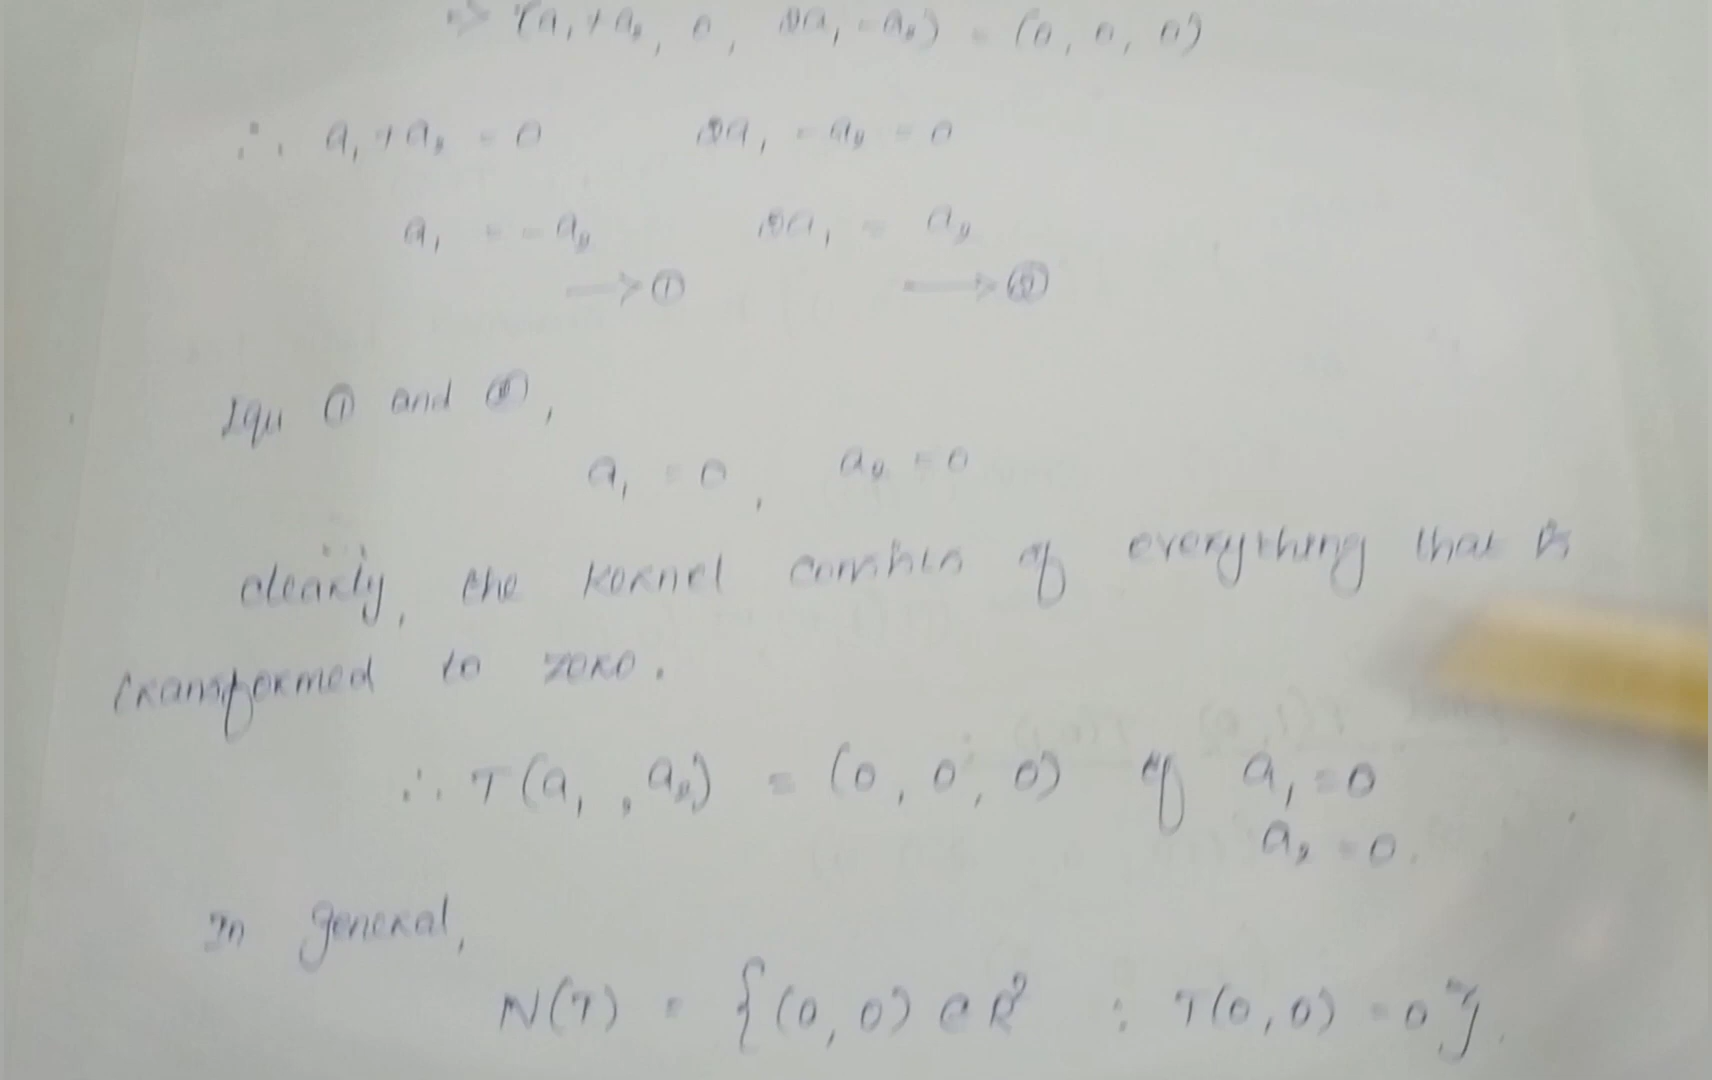 => (a₁ + a₂, 0, 2a₁ - a₂) = (0, 0, 0)
∴ a₁ + a₂ = 0 2a₁ - a₂ = 0
a₁ = - a₂ 2a₁ = a₂
→ ① → ②
Equ ① and ②,
a₁ = 0, a₂ = 0
clearly, the kernel consists of everything that is
transformed to zero.
∴ T(a₁, a₂) = (0, 0, 0) if a₁ = 0
a₂ = 0.
In general,
N(T) = {(0, 0) ∈ R² : T(0, 0) = 0}.